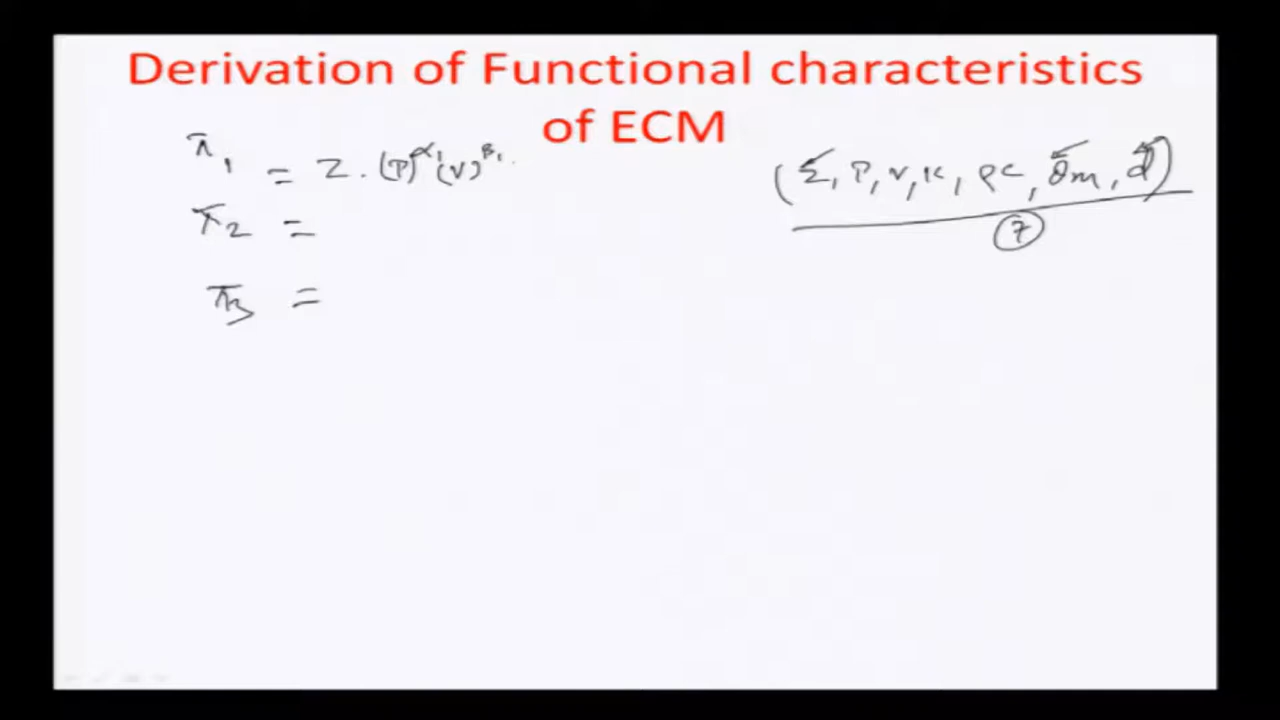 Derivation of Functional characteristics
of ECM
π₁ = Z · (P)^α₁ (V)^β₁
(Z, P, V, K, ρc, θm, d)
π₂ =
7
π₃ =